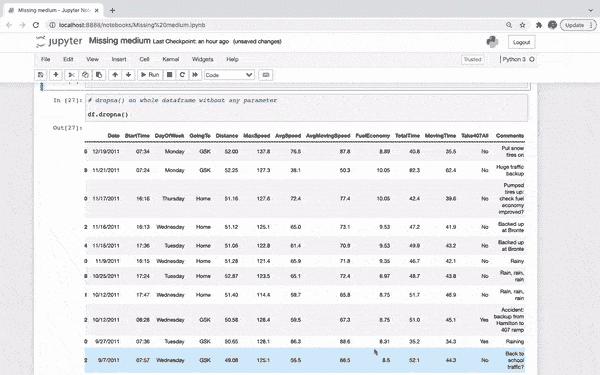 Missing medium
localhost:8888/notebooks/Missing%20medium.ipynb
Update
jupyter Missing medium Last Checkpoint: an hour ago (unsaved changes)
Logout
File Edit View Insert Cell Kernel Widgets Help
Trusted Python 3
Run Code
In [27]: # dropna() on whole dataframe without any parameter
df.dropna()
Out[27]:
Date StartTime DayOfWeek GoingTo Distance MaxSpeed AvgSpeed AvgMovingSpeed FuelEconomy TotalTime MovingTime Take407All Comments
6 12/19/2011 07:34 Monday GSK 52.00 137.8 76.5 87.8 8.89 40.8 35.5 No Put snow tires on
9 11/21/2011 07:24 Monday GSK 52.25 127.3 38.1 50.3 10.05 82.3 62.4 No Huge traffic backup
0 11/17/2011 16:16 Thursday Home 51.16 127.6 72.4 77.4 10.05 42.4 39.6 No Pumped tires up: check fuel economy improved?
2 11/16/2011 16:13 Wednesday Home 51.12 125.1 65.0 73.1 9.53 47.2 41.9 No Backed up at Bronte
4 11/15/2011 17:36 Tuesday Home 51.06 122.8 61.4 70.9 9.53 49.9 43.2 No Backed up at Bronte
0 11/9/2011 16:15 Wednesday Home 51.28 121.4 65.9 71.8 9.35 46.7 42.1 No Rainy
8 10/25/2011 17:24 Tuesday Home 52.87 123.5 65.1 72.4 8.97 48.7 43.8 No Rain, rain, rain
1 10/12/2011 17:47 Wednesday Home 51.40 114.4 59.7 65.8 8.75 51.7 46.9 No Rain, rain, rain
2 10/12/2011 08:28 Wednesday GSK 50.58 128.4 59.5 67.3 8.75 51.0 45.1 Yes Accident: backup from Hamilton to 407 ramp
0 9/27/2011 07:36 Tuesday GSK 50.65 128.1 86.3 88.6 8.31 35.2 34.3 Yes Raining
2 9/7/2011 07:57 Wednesday GSK 49.08 125.1 56.5 66.5 8.5 52.1 44.3 No Back to school traffic?